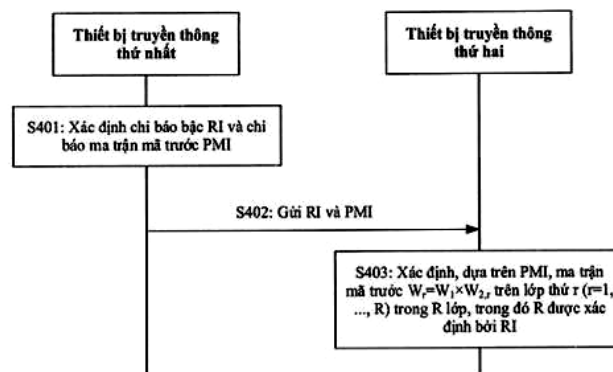 Thiết bị truyền thông
thứ nhất
Thiết bị truyền thông
thứ hai
S401: Xác định chỉ báo bậc RI và chỉ
báo ma trận mã trước PMI
S402: Gửi RI và PMI
S403: Xác định, dựa trên PMI, ma trận
mã trước Wᵣ=W₁×W₂,ᵣ trên lớp thứ r (r=1,
..., R) trong R lớp, trong đó R được xác
định bởi RI